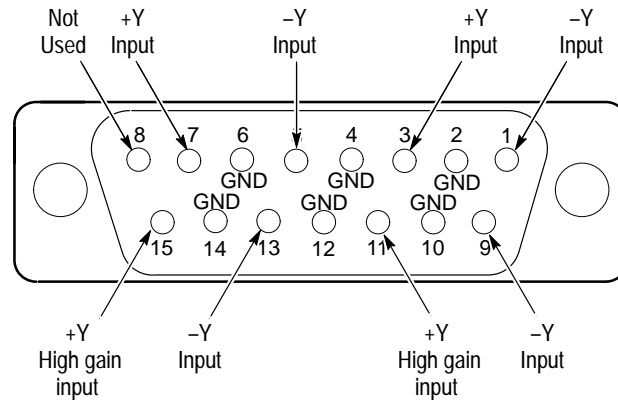 Not Used
+Y Input
–Y Input
+Y Input
–Y Input
8 7 6 4 3 2 1
GND GND GND
GND GND GND
15 14 13 12 11 10 9
+Y High gain input
–Y Input
+Y High gain input
–Y Input